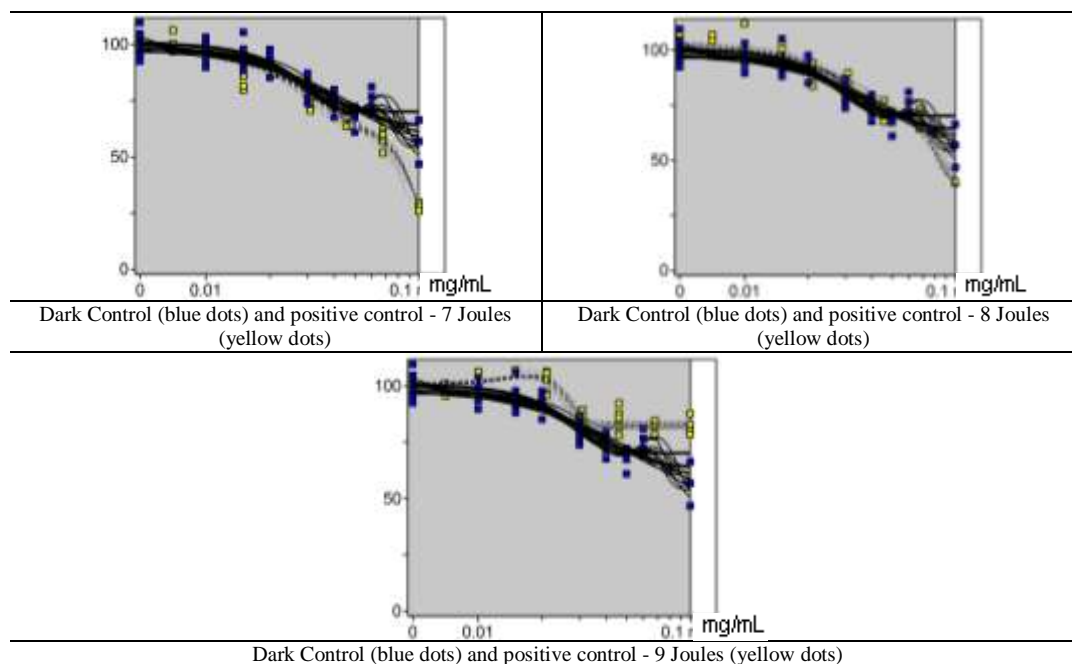 100
50
0
0
0.01
0.1
mg/mL
100
50
0
0
0.01
0.1
mg/mL
Dark Control (blue dots) and positive control - 7 Joules
(yellow dots)
Dark Control (blue dots) and positive control - 8 Joules
(yellow dots)
100
50
0
0
0.01
0.1
mg/mL
Dark Control (blue dots) and positive control - 9 Joules (yellow dots)